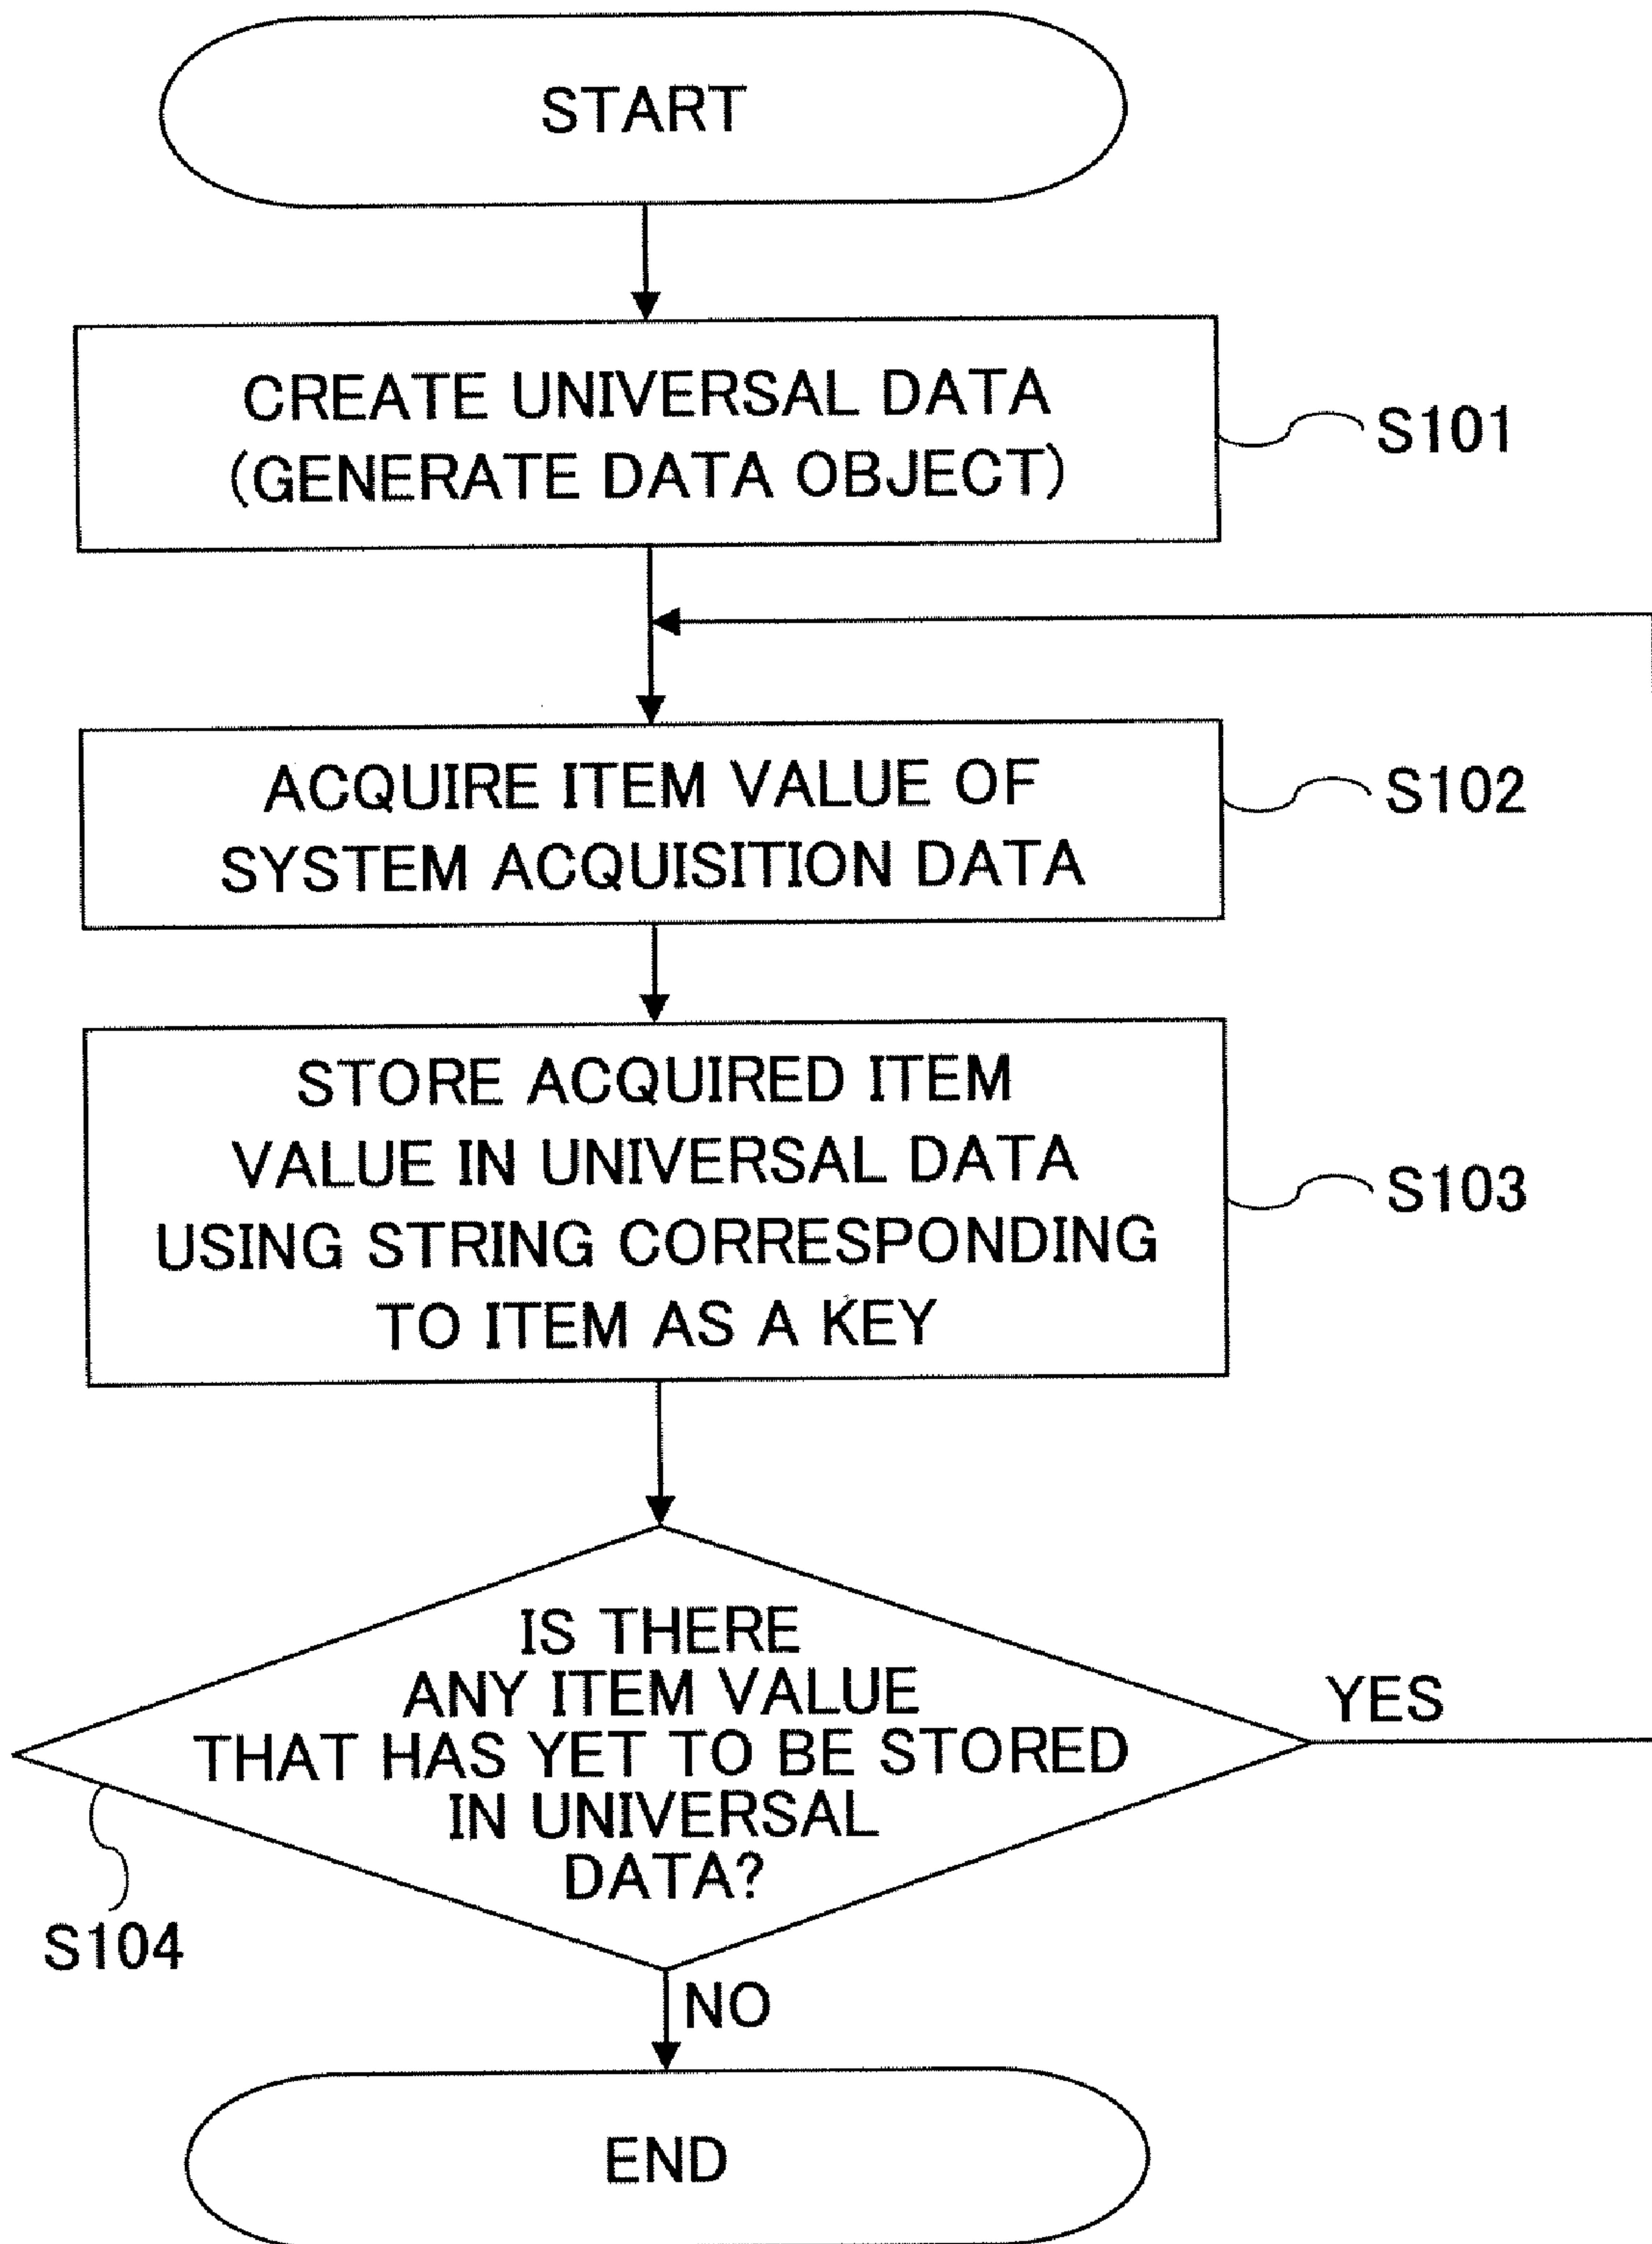 START
CREATE UNIVERSAL DATA
(GENERATE DATA OBJECT)
S101
ACQUIRE ITEM VALUE OF
SYSTEM ACQUISITION DATA
S102
STORE ACQUIRED ITEM
VALUE IN UNIVERSAL DATA
USING STRING CORRESPONDING
TO ITEM AS A KEY
S103
IS THERE
ANY ITEM VALUE
THAT HAS YET TO BE STORED
IN UNIVERSAL
DATA?
YES
S104
NO
END